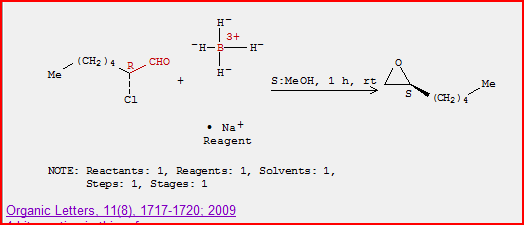 H⁻
3+
⁻H—B—H⁻
H⁻
(CH₂)₄
R
CHO
Me
Cl
+
S:MeOH, 1 h, rt
O
S
(CH₂)₄
Me
• Na⁺
Reagent
NOTE: Reactants: 1, Reagents: 1, Solvents: 1,
Steps: 1, Stages: 1
Organic Letters, 11(8), 1717-1720; 2009